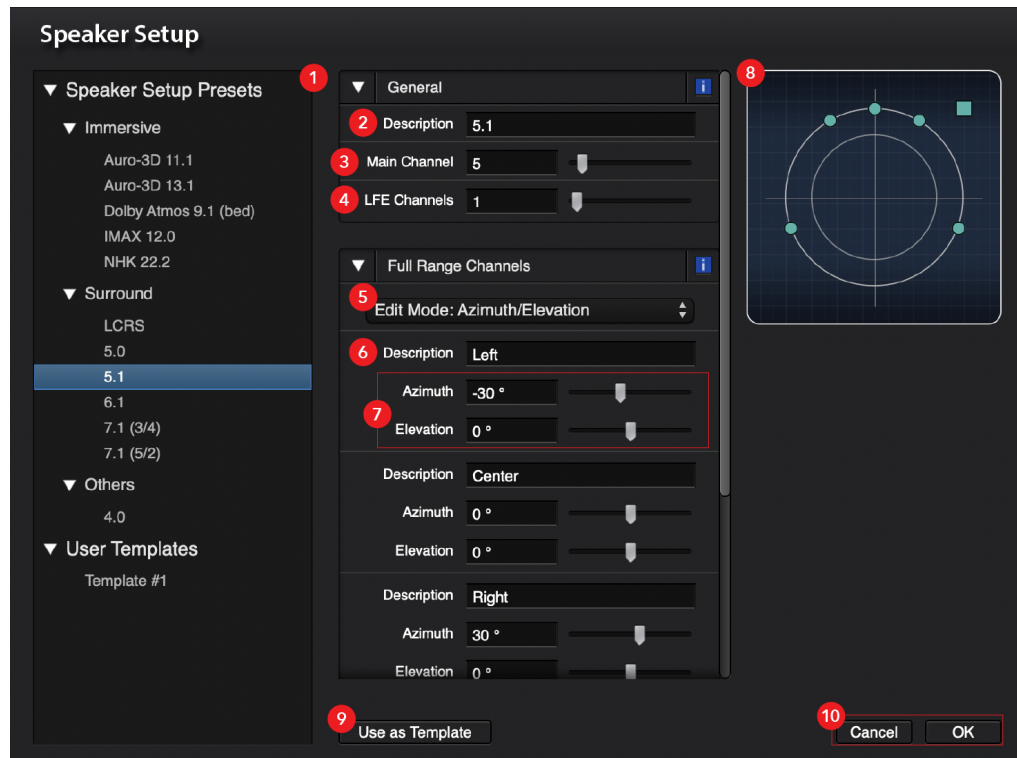 Speaker Setup
1
8
▼ Speaker Setup Presets
▼ Immersive
Auro-3D 11.1
Auro-3D 13.1
Dolby Atmos 9.1 (bed)
IMAX 12.0
NHK 22.2
▼ Surround
LCRS
5.0
5.1
6.1
7.1 (3/4)
7.1 (5/2)
▼ Others
4.0
▼ User Templates
Template #1
▼ General i
2 Description 5.1
3 Main Channel 5
4 LFE Channels 1
▼ Full Range Channels i
5 Edit Mode: Azimuth/Elevation
6 Description Left
Azimuth -30 °
7
Elevation 0 °
Description Center
Azimuth 0 °
Elevation 0 °
Description Right
Azimuth 30 °
Elevation 0 °
9 Use as Template
10 Cancel OK